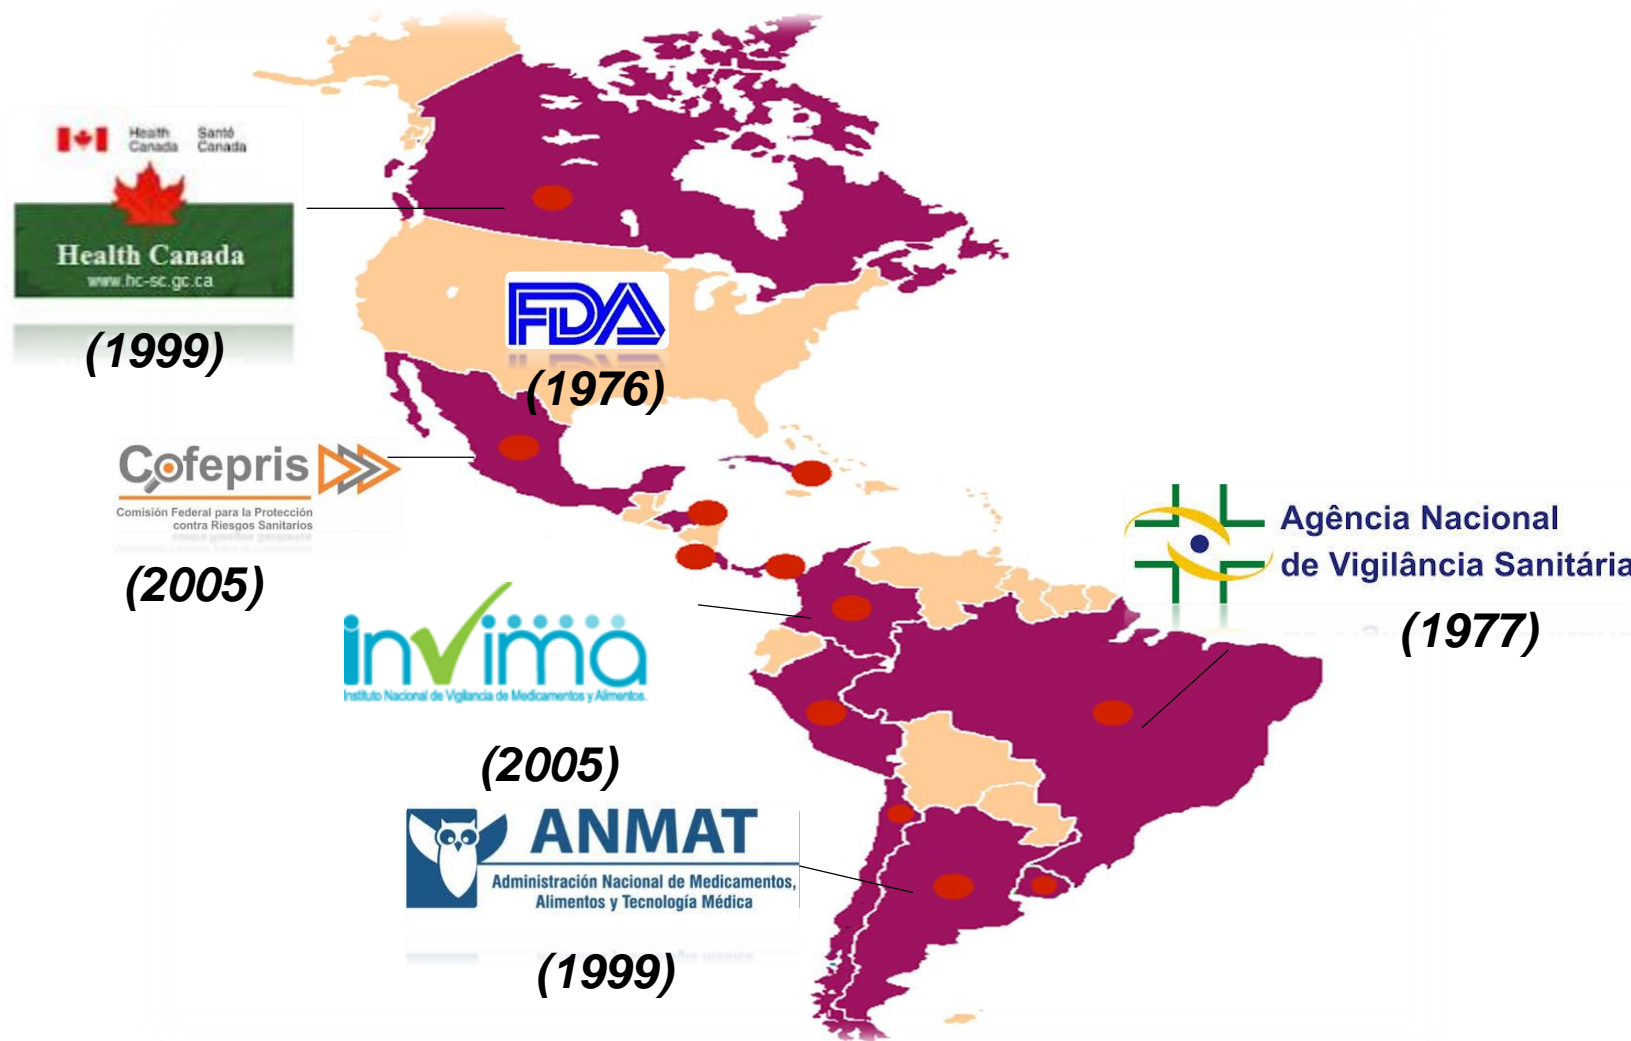 Health Canada
Santé Canada
Health Canada
www.hc-sc.gc.ca
(1999)
FDA
(1976)
Cofepris
Comisión Federal para la Protección
contra Riesgos Sanitarios
(2005)
Agência Nacional
de Vigilância Sanitária
(1977)
invima
Instituto Nacional de Vigilancia de Medicamentos y Alimentos.
(2005)
ANMAT
Administración Nacional de Medicamentos,
Alimentos y Tecnología Médica
(1999)